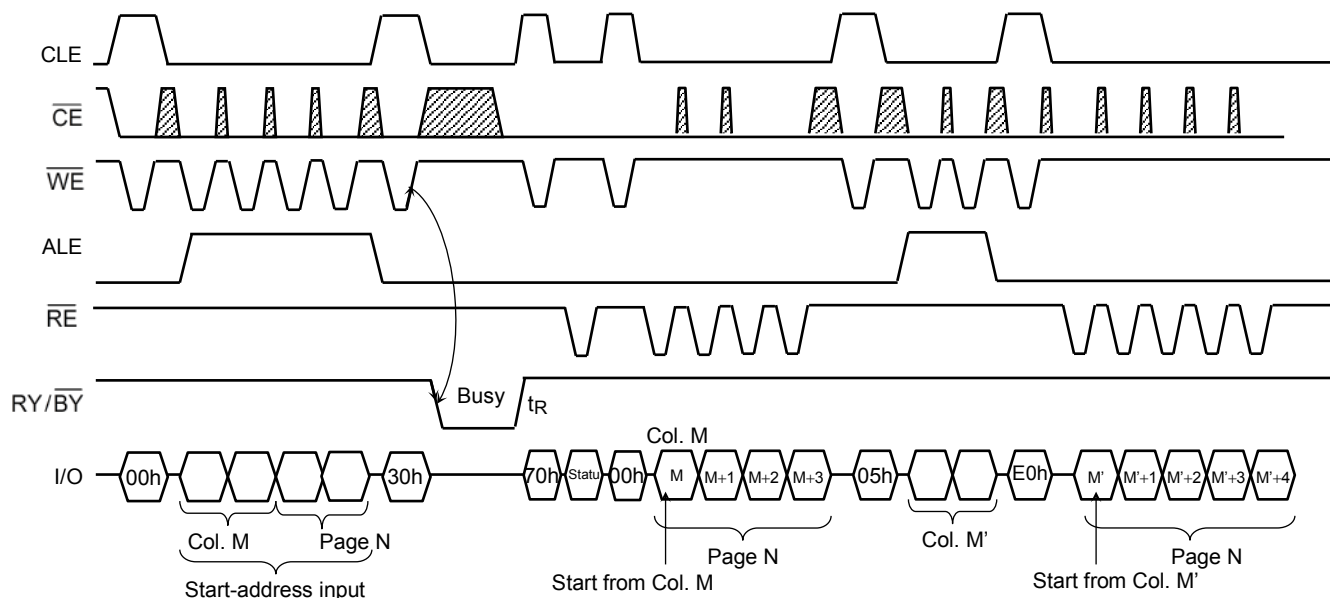 CLE
CE
WE
ALE
RE
RY/BY
Busy
tR
Col. M
I/O
00h
30h
70h
Statu
00h
M
M+1
M+2
M+3
05h
E0h
M'
M'+1
M'+2
M'+3
M'+4
Col. M
Page N
Page N
Col. M'
Page N
Start-address input
Start from Col. M
Start from Col. M'